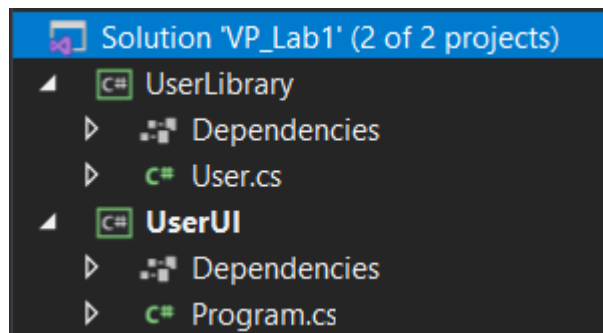 Solution 'VP_Lab1' (2 of 2 projects)
C# UserLibrary
Dependencies
C# User.cs
C# UserUI
Dependencies
C# Program.cs